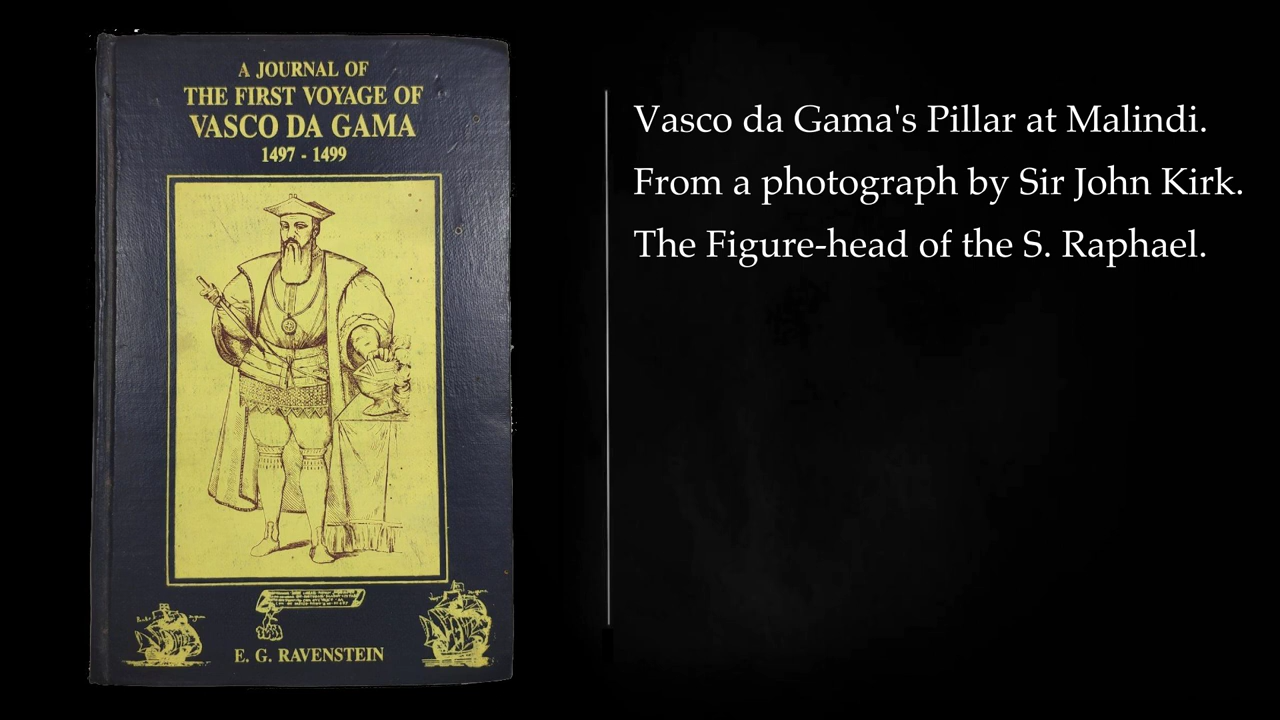 A JOURNAL OF
THE FIRST VOYAGE OF
VASCO DA GAMA
1497 - 1499
E. G. RAVENSTEIN
Vasco da Gama's Pillar at Malindi.
From a photograph by Sir John Kirk.
The Figure-head of the S. Raphael.